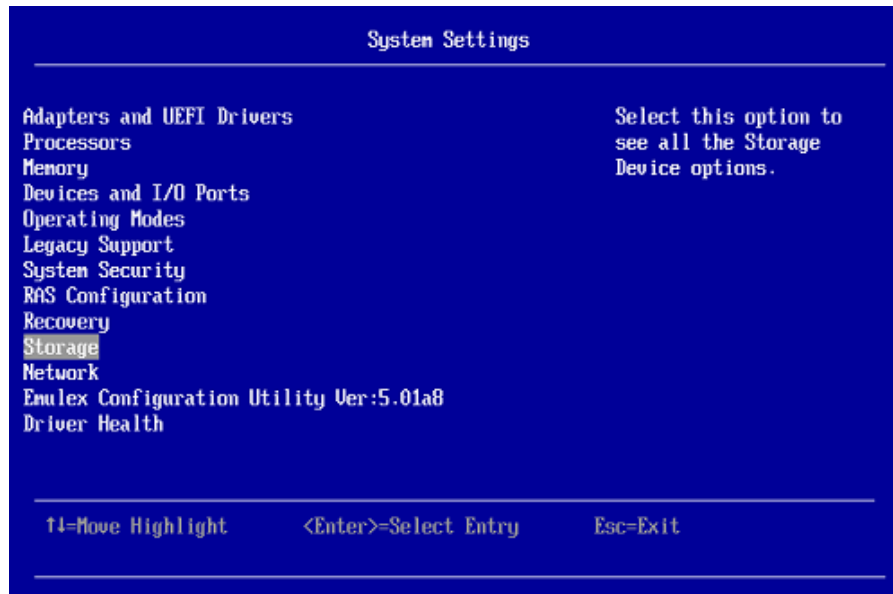 System Settings
Adapters and UEFI Drivers
Processors
Memory
Devices and I/O Ports
Operating Modes
Legacy Support
System Security
RAS Configuration
Recovery
Storage
Network
Emulex Configuration Utility Ver:5.01a8
Driver Health
Select this option to
see all the Storage
Device options.
↑↓=Move Highlight <Enter>=Select Entry Esc=Exit